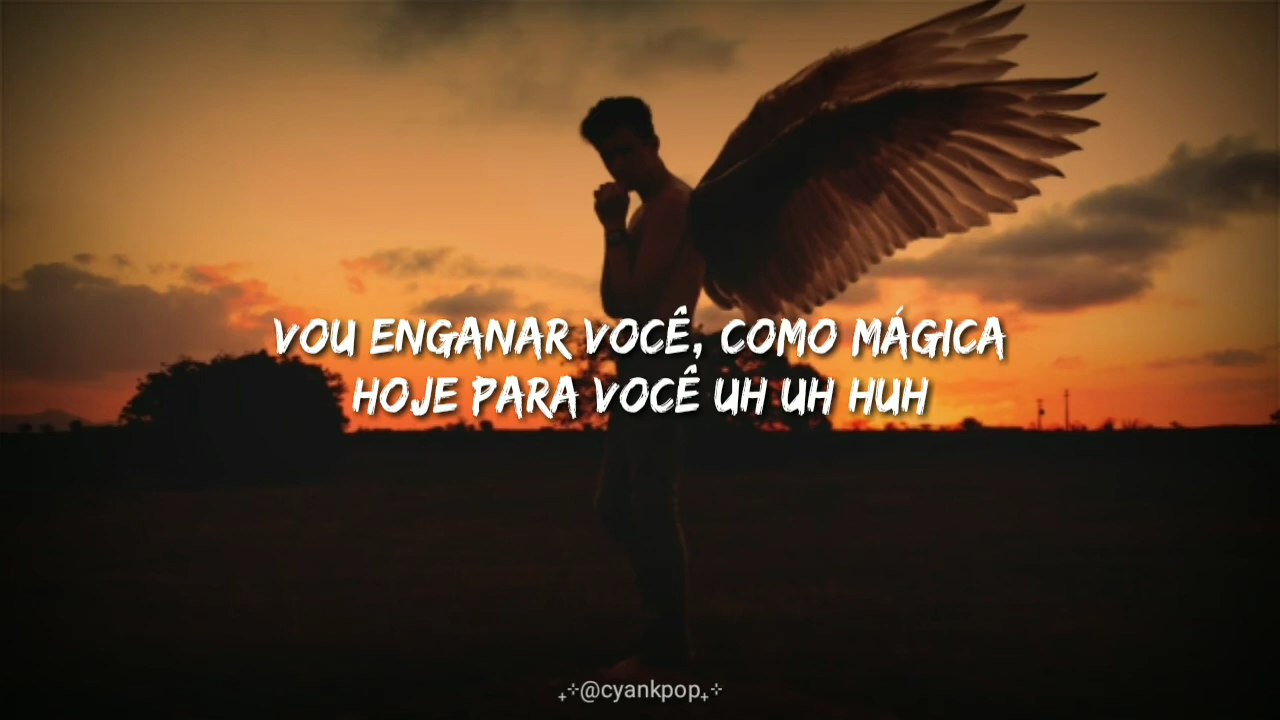 VOU ENGANAR VOCÊ, COMO MÁGICA
HOJE PARA VOCÊ UH UH HUH
₊⊹@cyankpop₊⊹